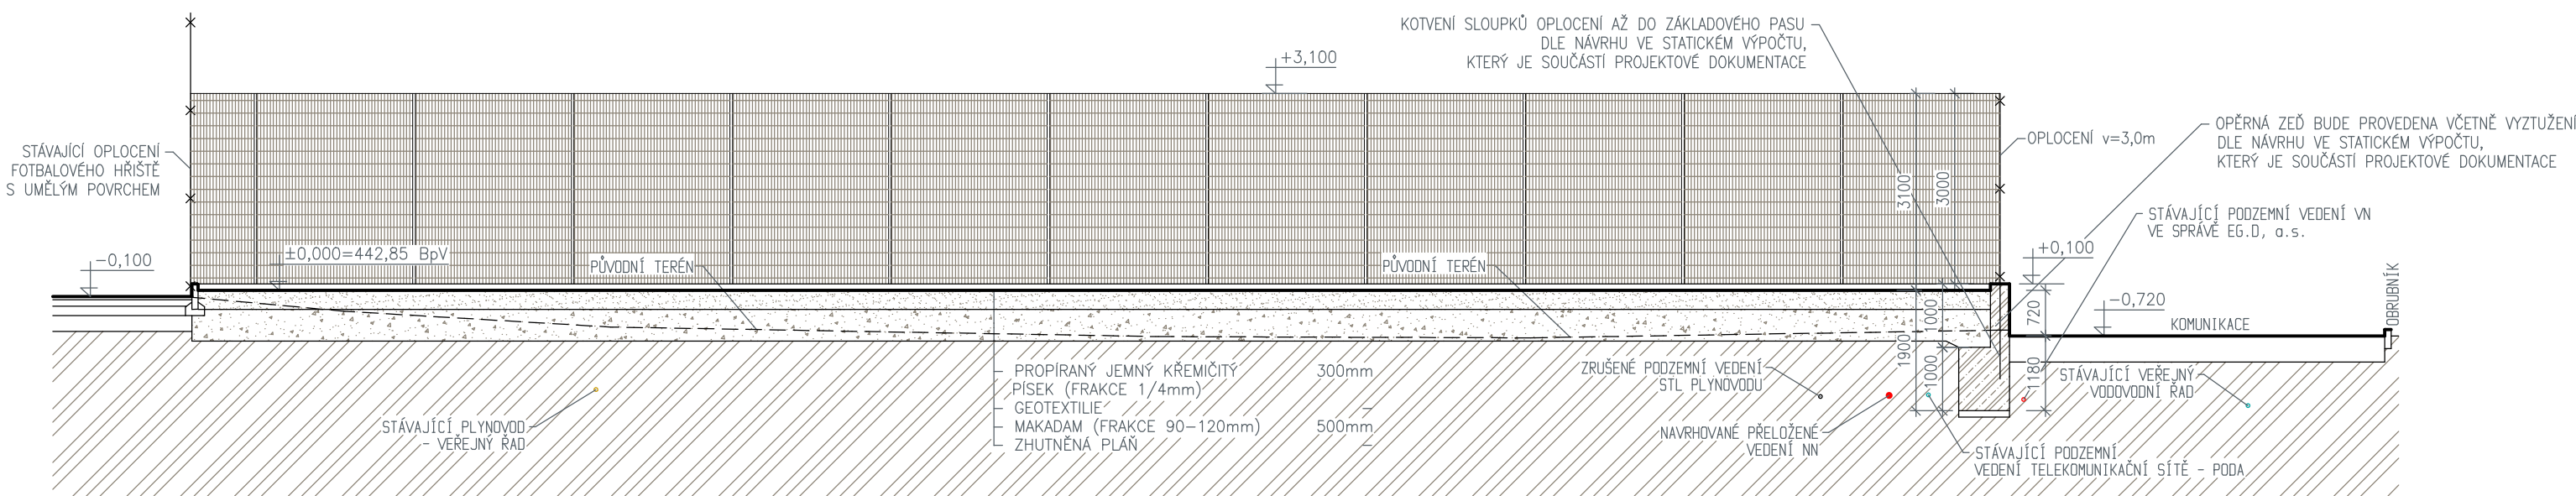 KOTVENÍ SLOUPKŮ OPLOCENÍ AŽ DO ZÁKLADOVÉHO PASU
DLE NÁVRHU VE STATICKÉM VÝPOČTU,
KTERÝ JE SOUČÁSTÍ PROJEKTOVÉ DOKUMENTACE
+3,100
STÁVAJÍCÍ OPLOCENÍ
FOTBALOVÉHO HŘIŠTĚ
S UMĚLÝM POVRCHEM
OPLOCENÍ v=3,0m
OPĚRNÁ ZEĎ BUDE PROVEDENA VČETNĚ VYZTUŽENÍ
DLE NÁVRHU VE STATICKÉM VÝPOČTU,
KTERÝ JE SOUČÁSTÍ PROJEKTOVÉ DOKUMENTACE
3100
3000
STÁVAJÍCÍ PODZEMNÍ VEDENÍ VN
VE SPRÁVĚ EG.D, a.s.
-0,100
±0,000=442,85 BpV
PŮVODNÍ TERÉN
PŮVODNÍ TERÉN
+0,100
-0,720
KOMUNIKACE
OBRUBNÍK
1000
720
1900
1000
1180
PROPÍRANÝ JEMNÝ KŘEMIČITÝ 300mm
PÍSEK (FRAKCE 1/4mm)
GEOTEXTILIE –
MAKADAM (FRAKCE 90-120mm) 500mm
ZHUTNĚNÁ PLÁŇ –
STÁVAJÍCÍ PLYNOVOD
- VEŘEJNÝ ŘAD
ZRUŠENÉ PODZEMNÍ VEDENÍ
STL PLYNOVODU
NAVRHOVANÉ PŘELOŽENÉ
VEDENÍ NN
STÁVAJÍCÍ VEŘEJNÝ
VODOVODNÍ ŘAD
STÁVAJÍCÍ PODZEMNÍ
VEDENÍ TELEKOMUNIKAČNÍ SÍTĚ - PODA